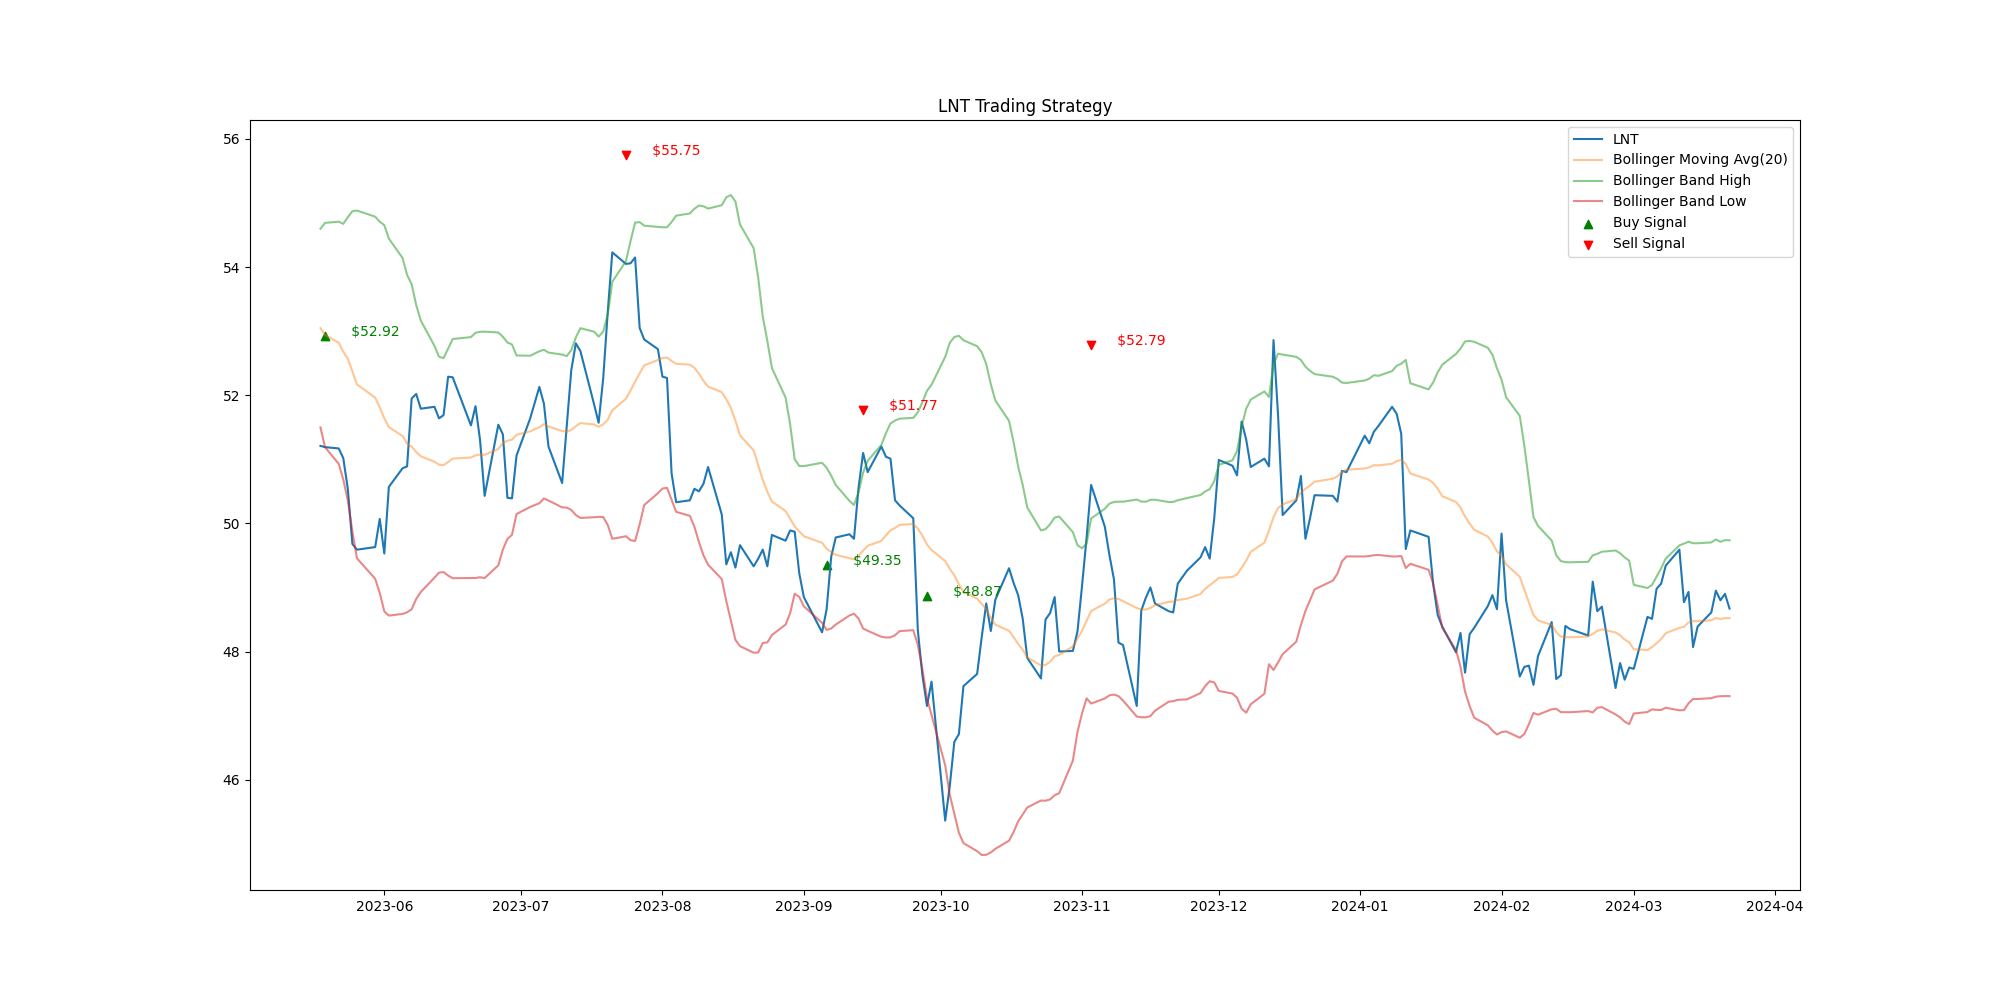 LNT Trading Strategy
56
54
52
50
48
46
$55.75
$52.92
$52.79
$51.77
$49.35
$48.87
LNT
Bollinger Moving Avg(20)
Bollinger Band High
Bollinger Band Low
Buy Signal
Sell Signal
2023-06 2023-07 2023-08 2023-09 2023-10 2023-11 2023-12 2024-01 2024-02 2024-03 2024-04